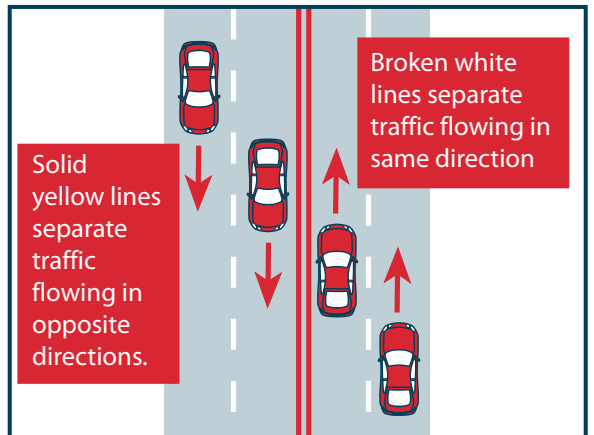 Broken white
lines separate
traffic flowing in
same direction
Solid
yellow lines
separate
traffic
flowing in
opposite
directions.